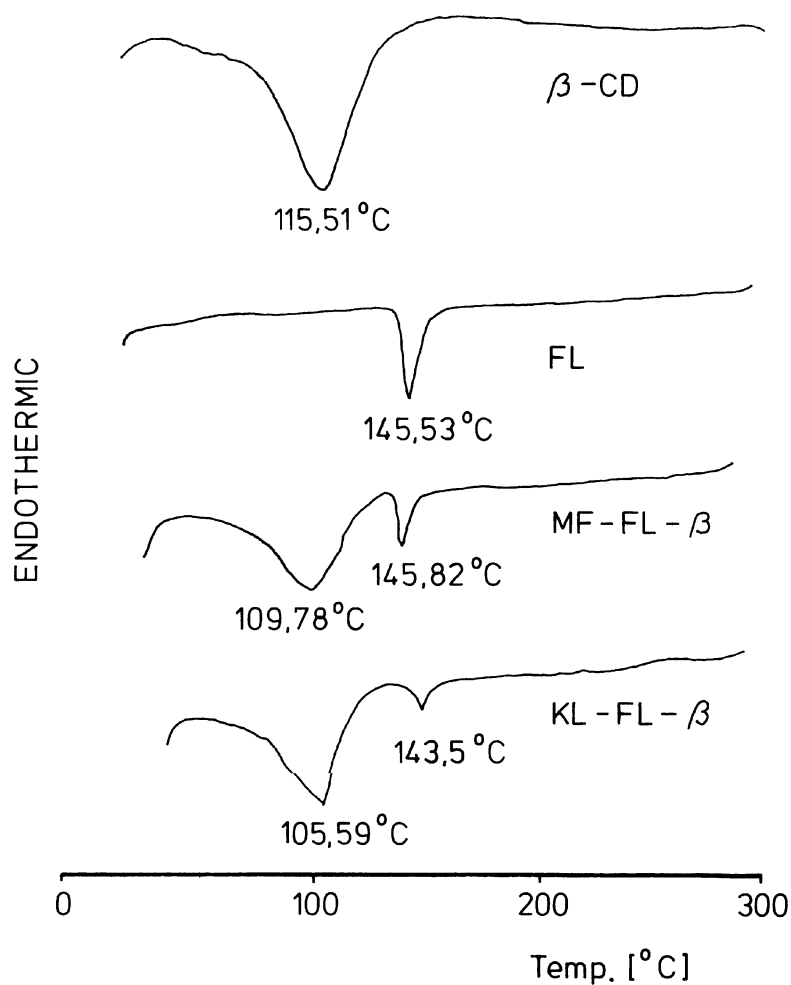 β-CD
115,51°C
FL
145,53°C
ENDOTHERMIC
MF-FL-β
145,82°C
109,78°C
KL-FL-β
143,5°C
105,59°C
0 100 200 300
Temp. [°C]